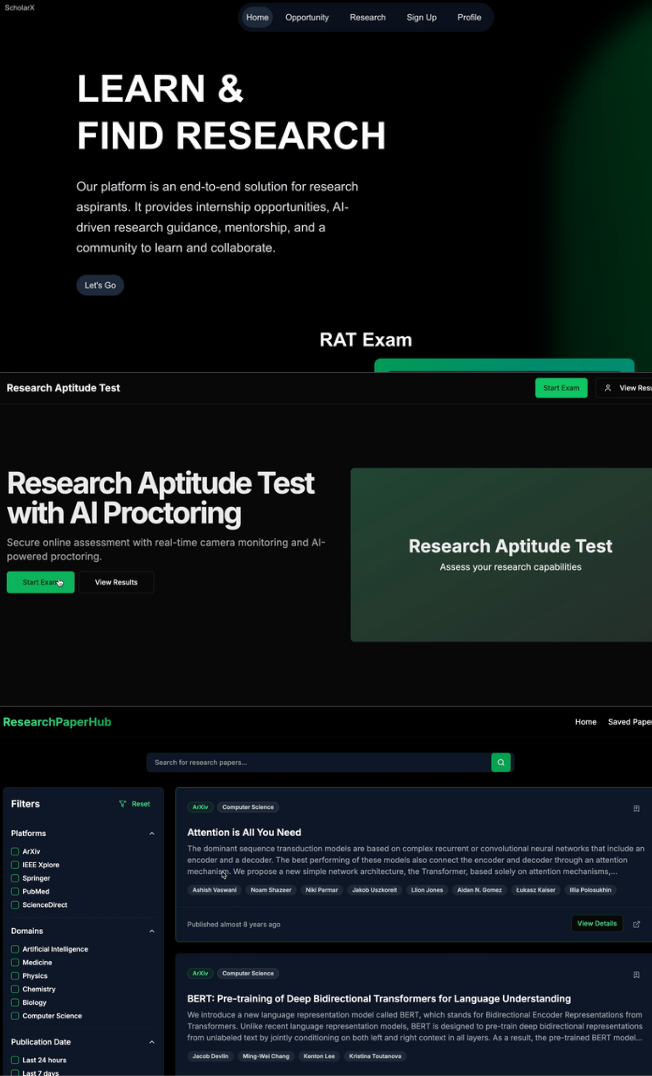 ScholarX
Home Opportunity Research Sign Up Profile
LEARN &
FIND RESEARCH
Our platform is an end-to-end solution for research
aspirants. It provides internship opportunities, AI-
driven research guidance, mentorship, and a
community to learn and collaborate.
Let's Go
RAT Exam
Research Aptitude Test
Start Exam
View Resu
Research Aptitude Test
with AI Proctoring
Secure online assessment with real-time camera monitoring and AI-
powered proctoring.
Start Exam
View Results
Research Aptitude Test
Assess your research capabilities
ResearchPaperHub
Home Saved Paper
Search for research papers...
Filters
Reset
Platforms
ArXiv
IEEE Xplore
Springer
PubMed
ScienceDirect
Domains
Artificial Intelligence
Medicine
Physics
Chemistry
Biology
Computer Science
Publication Date
Last 24 hours
Last 7 days
ArXiv Computer Science
Attention is All You Need
The dominant sequence transduction models are based on complex recurrent or convolutional neural networks that include an
encoder and a decoder. The best performing of these models also connect the encoder and decoder through an attention
mechanism. We propose a new simple network architecture, the Transformer, based solely on attention mechanisms,...
Ashish Vaswani Noam Shazeer Niki Parmar Jakob Uszkoreit Llion Jones Aidan N. Gomez Łukasz Kaiser Illia Polosukhin
Published almost 8 years ago
View Details
ArXiv Computer Science
BERT: Pre-training of Deep Bidirectional Transformers for Language Understanding
We introduce a new language representation model called BERT, which stands for Bidirectional Encoder Representations from
Transformers. Unlike recent language representation models, BERT is designed to pre-train deep bidirectional representations
from unlabeled text by jointly conditioning on both left and right context in all layers. As a result, the pre-trained BERT model...
Jacob Devlin Ming-Wei Chang Kenton Lee Kristina Toutanova